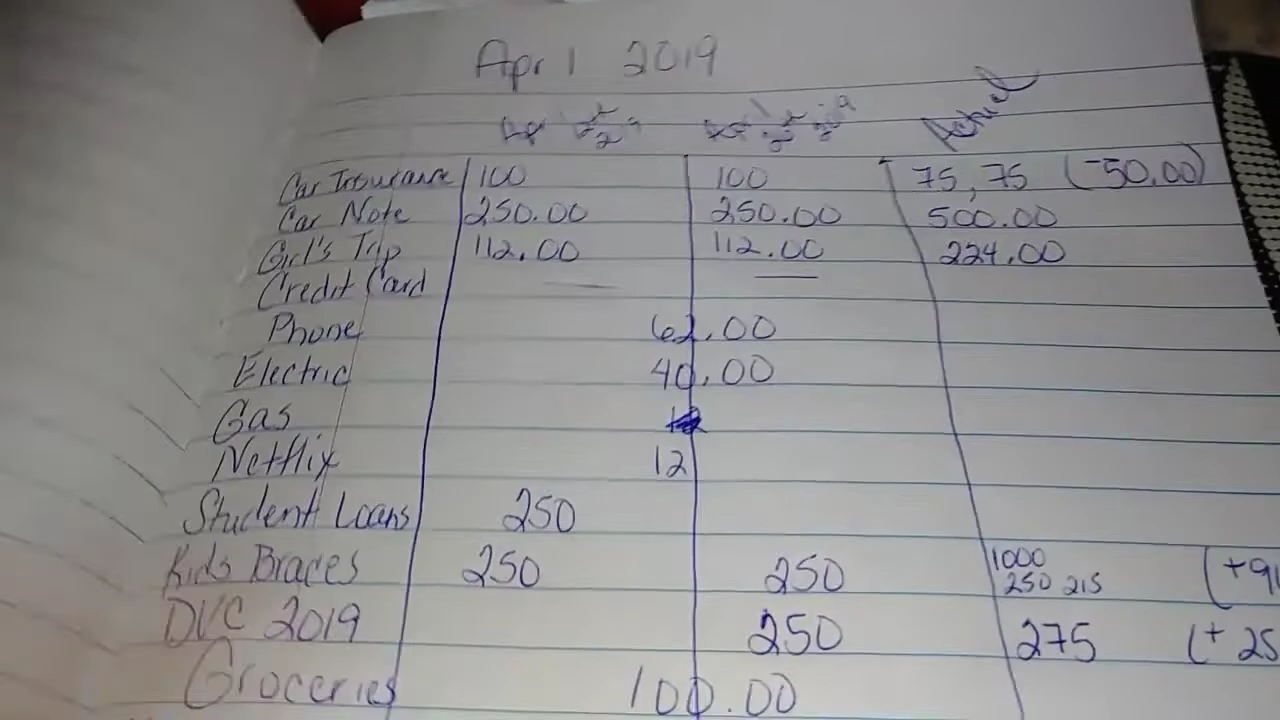 Apr 1 2019
Actual
Car Insurance 100 100 75, 75 (-50.00)
Car Note 250.00 250.00 500.00
Girl's Trip 112.00 112.00 224.00
Credit Card
Phone 62.00
Electric 40.00
Gas
Netflix 12
Student Loans 250
Kids Braces 250 250 1000 250 215 (+91
DVC 2019 250 275 (+ 25
Groceries 100.00